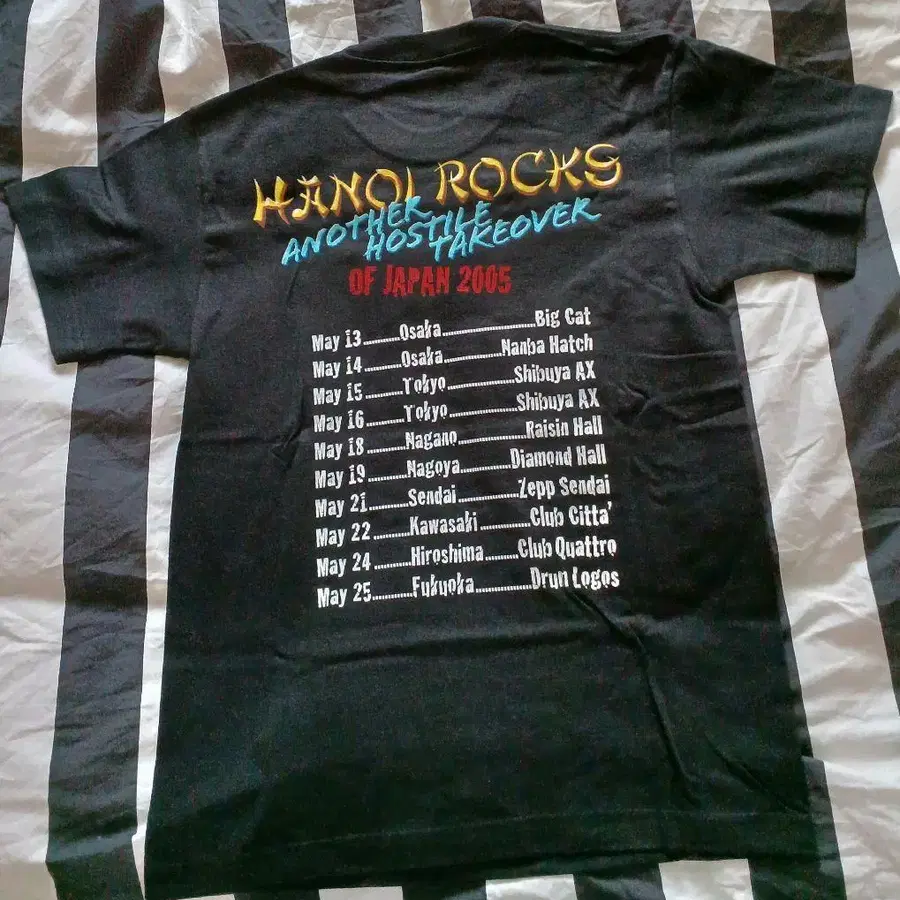 HANOI ROCKS
ANOTHER
HOSTILE
TAKEOVER
OF JAPAN 2005
May 13........Osaka........................Big Cat
May 14........Osaka...............Nanba Hatch
May 15........Tokyo.................Shibuya AX
May 16........Tokyo.................Shibuya AX
May 18........Nagano.................Raisin Hall
May 19........Nagoya............Diamond Hall
May 21........Sendai...............Zepp Sendai
May 22........Kawasaki............Club Citta'
May 24........Hiroshima........Club Quattro
May 25.........Fukuoka..............Drun Logos